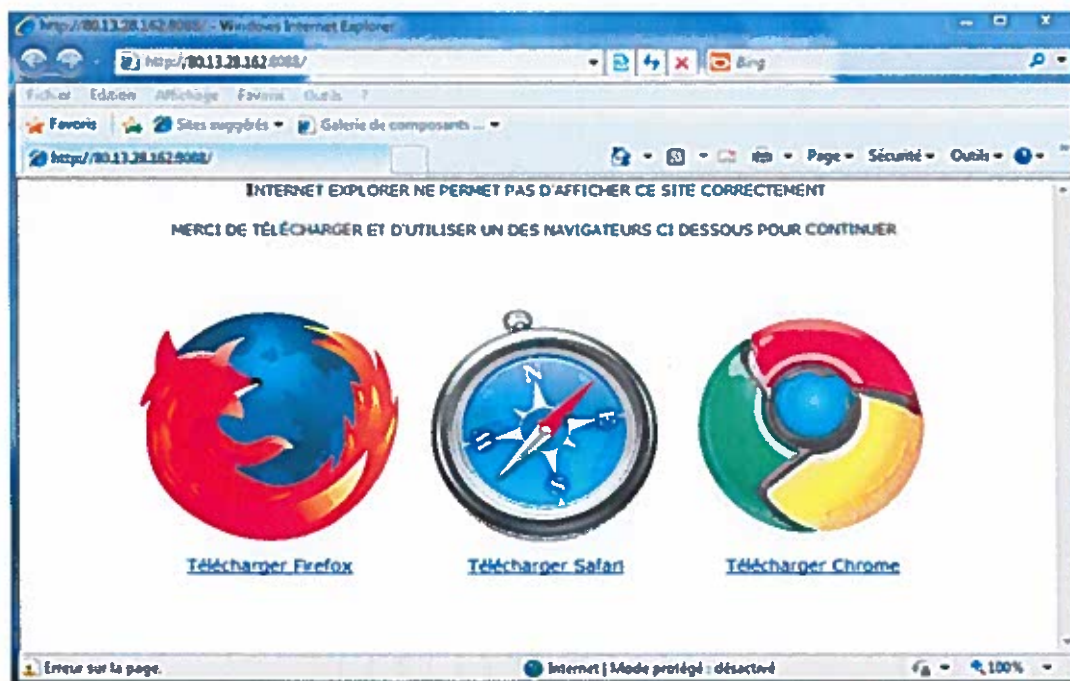 http://80.13.28.162:8088/ - Windows Internet Explorer
http://80.13.28.162:8088/
Bing
Fichier Edition Affichage Favoris Outils ?
Favoris Sites suggérés Galerie de composants ...
http://80.13.28.162:8088/
Page Sécurité Outils
INTERNET EXPLORER NE PERMET PAS D'AFFICHER CE SITE CORRECTEMENT
MERCI DE TÉLÉCHARGER ET D'UTILISER UN DES NAVIGATEURS CI DESSOUS POUR CONTINUER
N
E
S
Télécharger Firefox
Télécharger Safari
Télécharger Chrome
Erreur sur la page.
Internet | Mode protégé : désactivé
100%